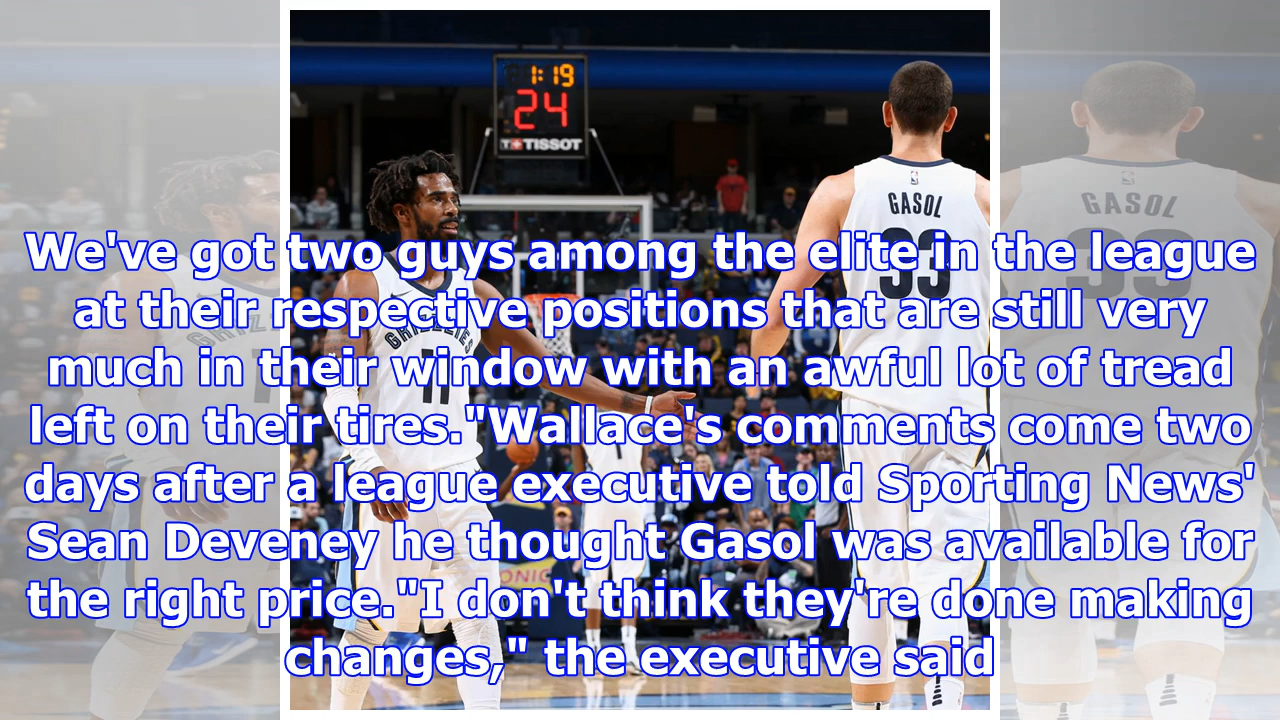 1:19
24
T+TISSOT
GASOL
33
GASOL
33
GRIZZLIES
11
We've got two guys among the elite in the league
at their respective positions that are still very
much in their window with an awful lot of tread
left on their tires."Wallace's comments come two
days after a league executive told Sporting News'
Sean Deveney he thought Gasol was available for
the right price."I don't think they're done making
changes," the executive said